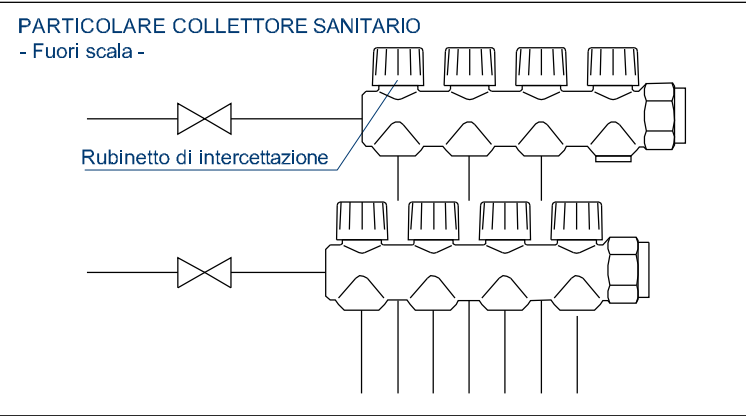 PARTICOLARE COLLETTORE SANITARIO
- Fuori scala -
Rubinetto di intercettazione